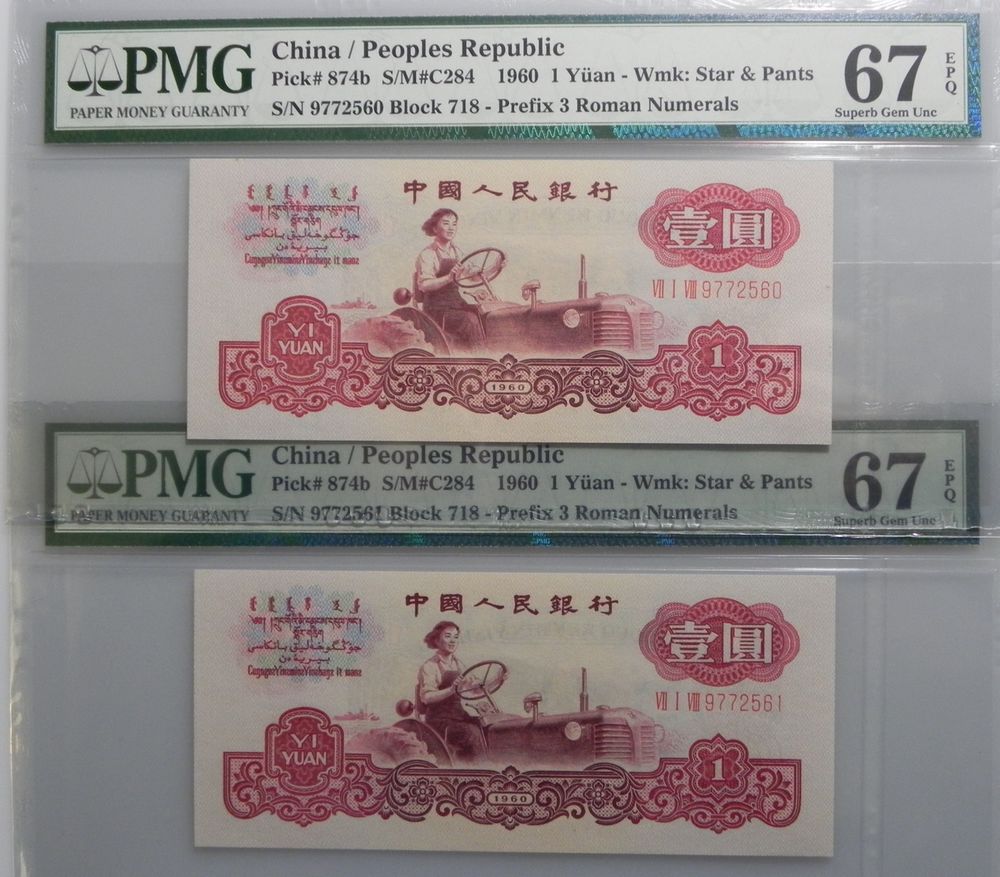 PMG
PAPER MONEY GUARANTY
China / Peoples Republic
Pick# 874b S/M#C284 1960 1 Yüan - Wmk: Star & Pants
S/N 9772560 Block 718 - Prefix 3 Roman Numerals
67
EPQ
Superb Gem Unc
中國人民銀行
壹圓
VII I VIII 9772560
YI
YUAN
1960
1
PMG
PAPER MONEY GUARANTY
China / Peoples Republic
Pick# 874b S/M#C284 1960 1 Yüan - Wmk: Star & Pants
S/N 9772561 Block 718 - Prefix 3 Roman Numerals
67
EPQ
Superb Gem Unc
PMG
PMG
PMG
中國人民銀行
壹圓
VII I VIII 9772561
YI
YUAN
1960
1